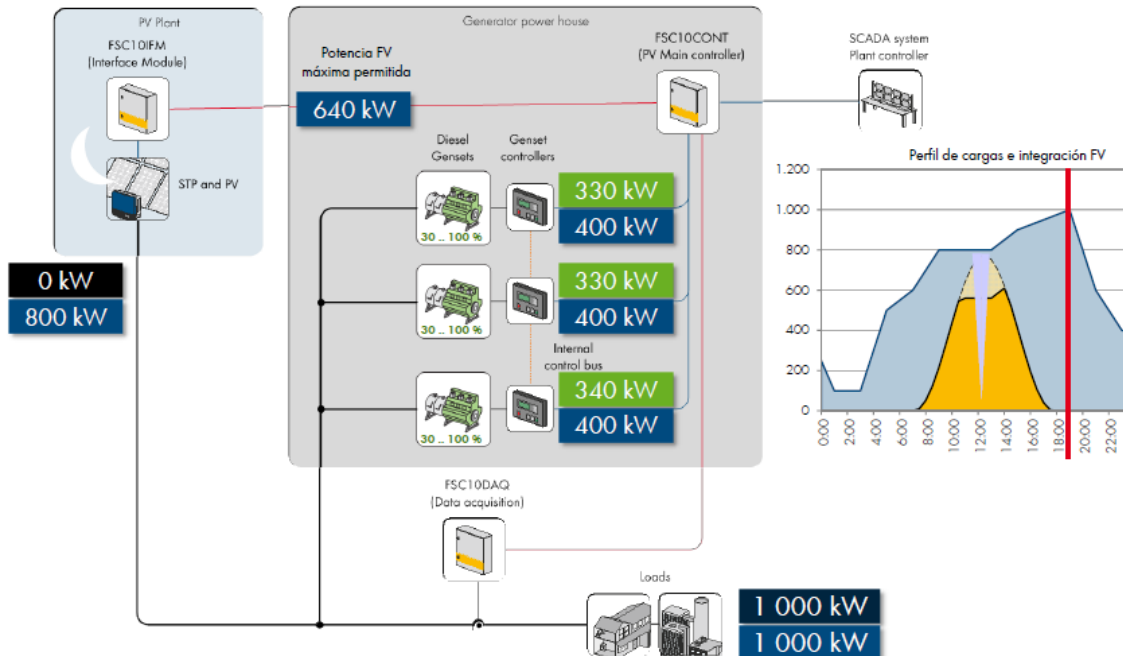 PV Plant
FSC10IFM
(Interface Module)
STP and PV
0 kW
800 kW
Generator power house
Potencia FV
máxima permitida
640 kW
FSC10CONT
(PV Main controller)
SCADA system
Plant controller
Diesel
Gensets
Genset
controllers
30 .. 100 %
330 kW
400 kW
30 .. 100 %
330 kW
400 kW
Internal
control bus
30 .. 100 %
340 kW
400 kW
FSC10DAQ
(Data acquisition)
Loads
1 000 kW
1 000 kW
Perfil de cargas e integración FV
1.200
1.000
800
600
400
200
0
0:00
2:00
4:00
6:00
8:00
10:00
12:00
14:00
16:00
18:00
20:00
22:00